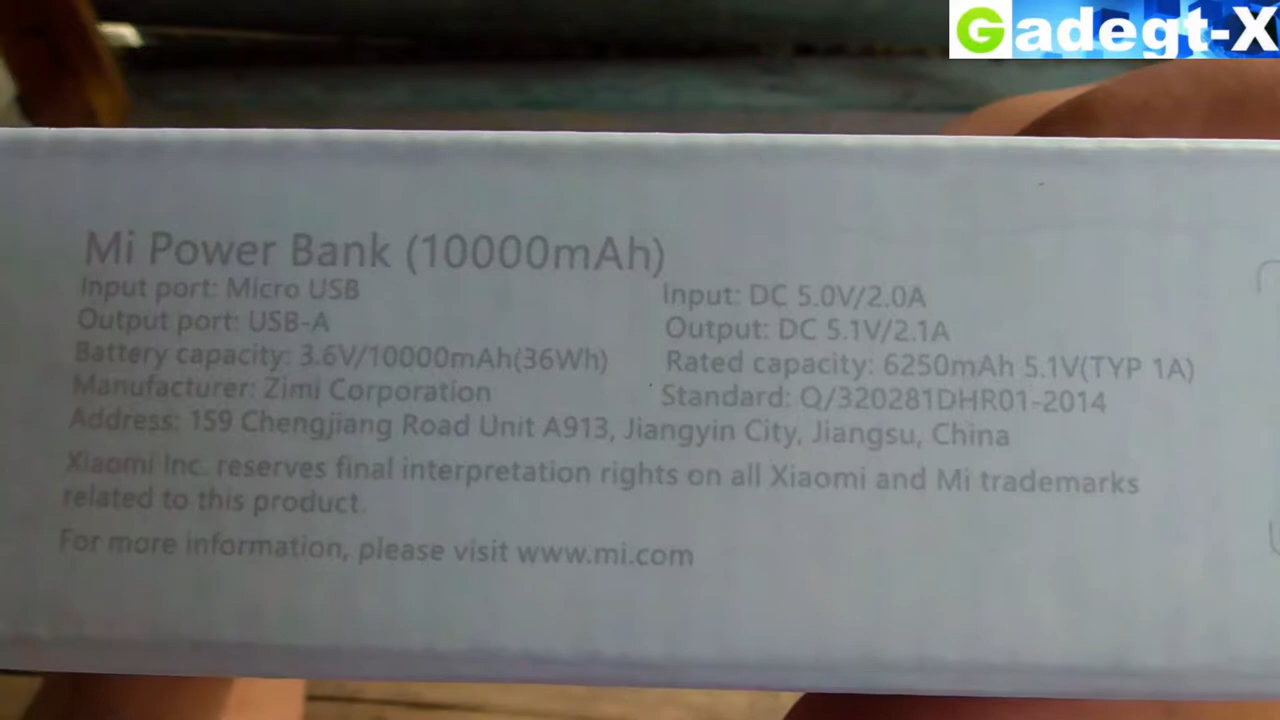 Gadegt-X
Mi Power Bank (10000mAh)
Input port: Micro USB
Input: DC 5.0V/2.0A
Output port: USB-A
Output: DC 5.1V/2.1A
Battery capacity: 3.6V/10000mAh(36Wh)
Rated capacity: 6250mAh 5.1V(TYP 1A)
Manufacturer: Zimi Corporation
Standard: Q/320281DHR01-2014
Address: 159 Chengjiang Road Unit A913, Jiangyin City, Jiangsu, China
Xiaomi Inc. reserves final interpretation rights on all Xiaomi and Mi trademarks
related to this product.
For more information, please visit www.mi.com